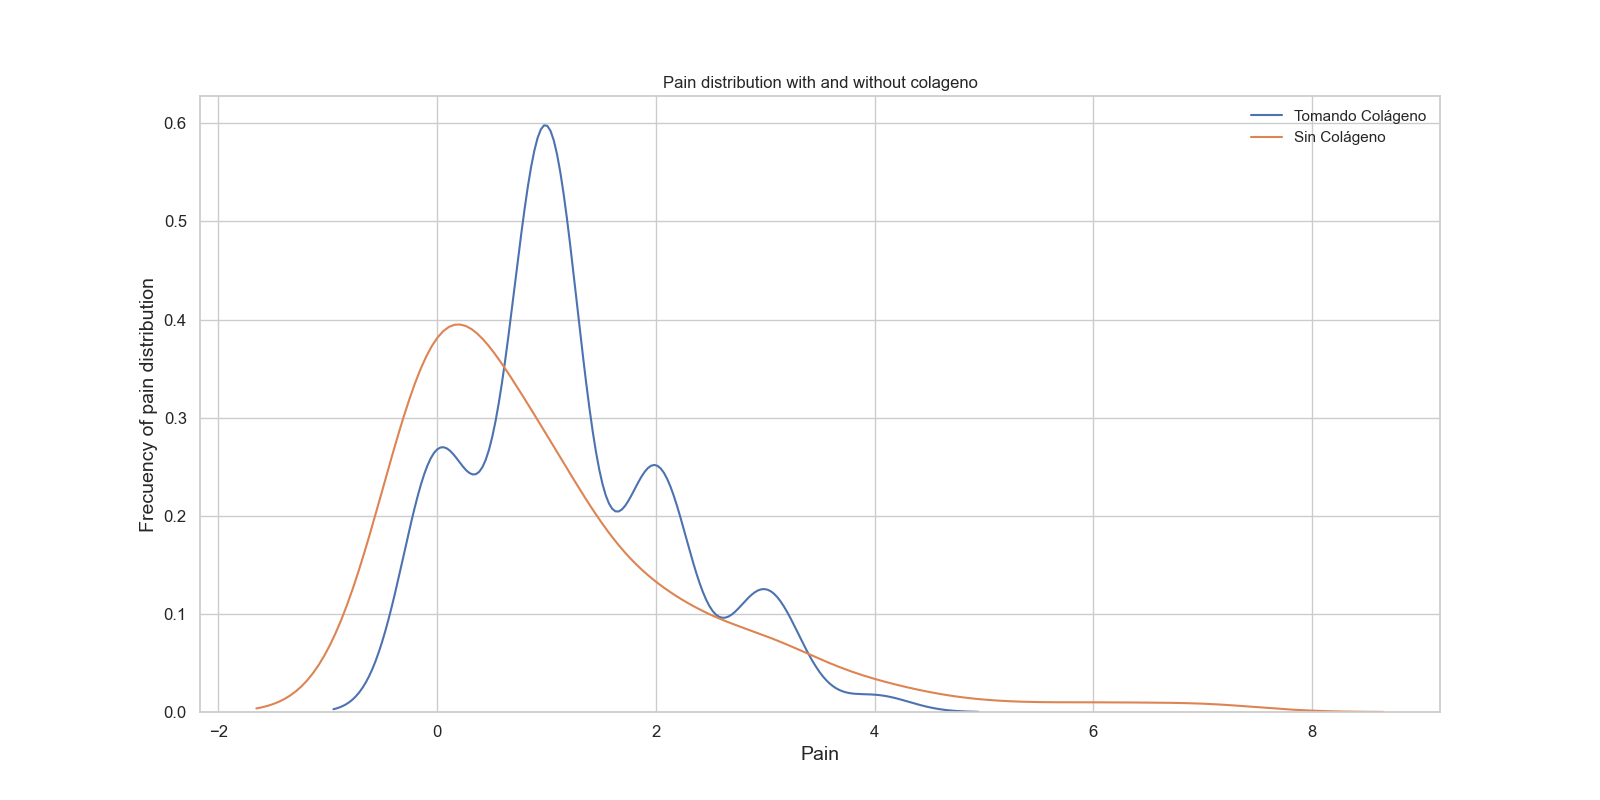 Pain distribution with and without colageno
Tomando Colágeno
Sin Colágeno
Frecuency of pain distribution
0.6
0.5
0.4
0.3
0.2
0.1
0.0
−2
0
2
4
6
8
Pain